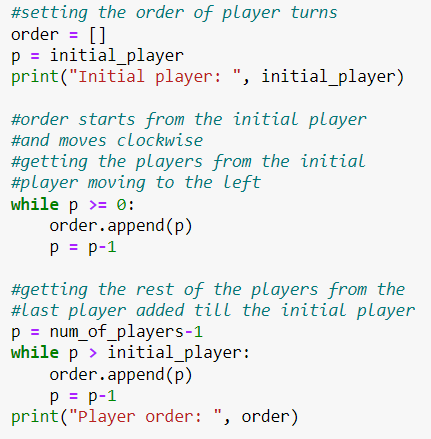 #setting the order of player turns
order = []
p = initial_player
print("Initial player: ", initial_player)
#order starts from the initial player
#and moves clockwise
#getting the players from the initial
#player moving to the left
while p >= 0:
    order.append(p)
    p = p-1
#getting the rest of the players from the
#last player added till the initial player
p = num_of_players-1
while p > initial_player:
    order.append(p)
    p = p-1
print("Player order: ", order)